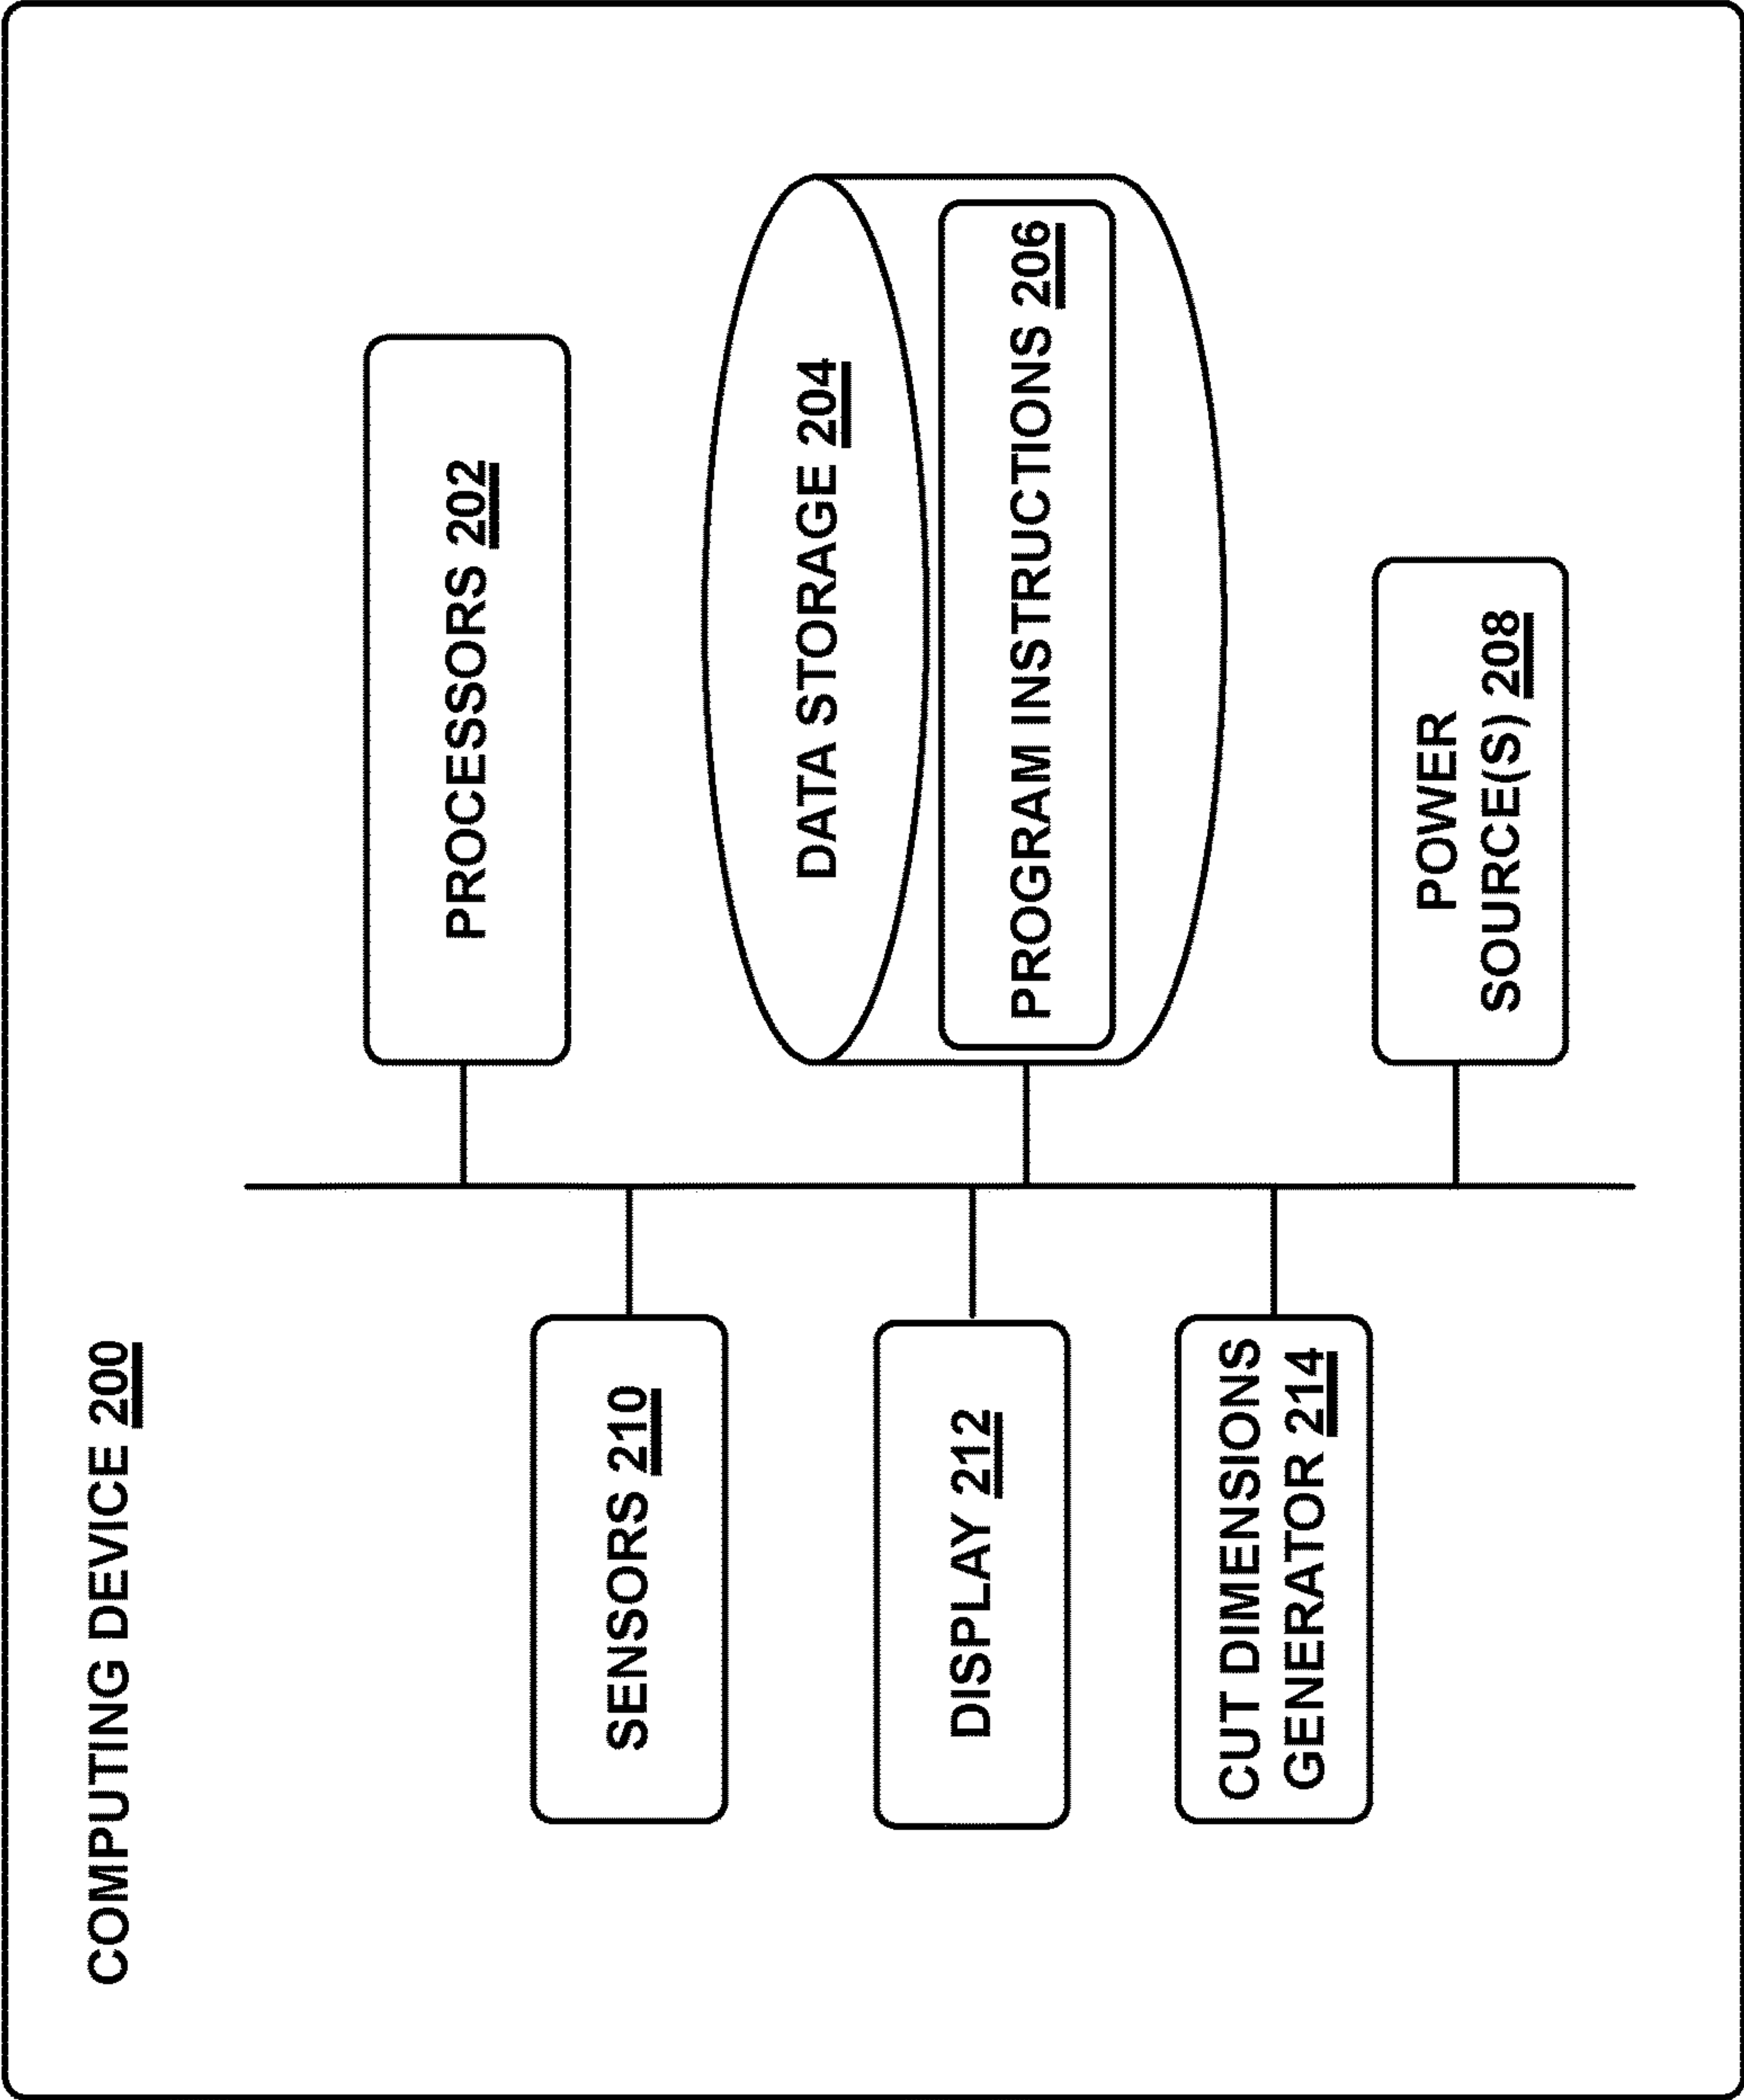 COMPUTING DEVICE 200
PROCESSORS 202
SENSORS 210
DATA STORAGE 204
DISPLAY 212
PROGRAM INSTRUCTIONS 206
CUT DIMENSIONS
GENERATOR 214
POWER
SOURCE(S) 208